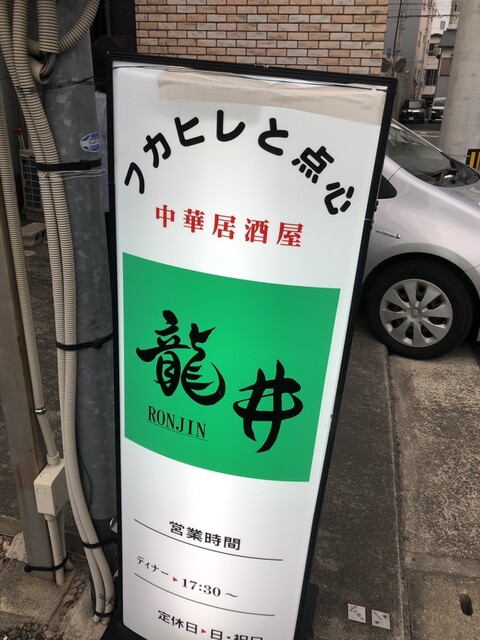 フカヒレと点心
中華居酒屋
龍井
RONJIN
営業時間
ディナー▶17:30～
定休日▶日・祝日